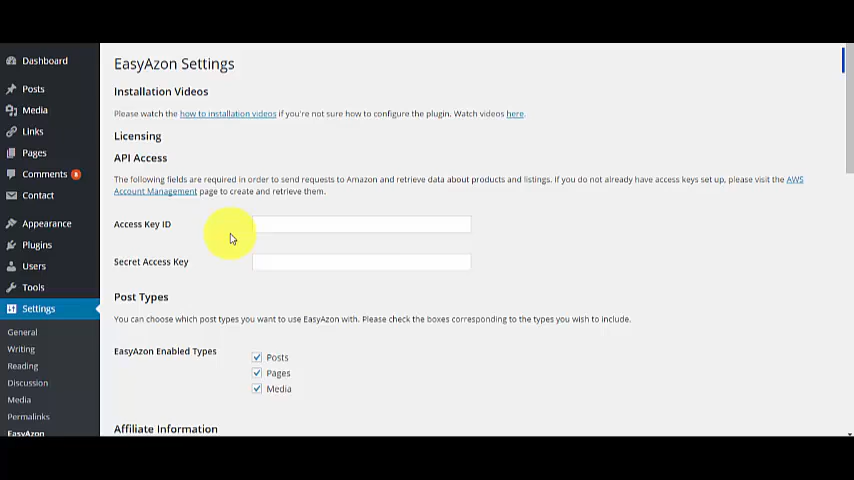 Dashboard
Posts
Media
Links
Pages
Comments 8
Contact
Appearance
Plugins
Users
Tools
Settings
General
Writing
Reading
Discussion
Media
Permalinks
EasyAzon
EasyAzon Settings
Installation Videos
Please watch the how to installation videos if you're not sure how to configure the plugin. Watch videos here.
Licensing
API Access
The following fields are required in order to send requests to Amazon and retrieve data about products and listings. If you do not already have access keys set up, please visit the AWS
Account Management page to create and retrieve them.
Access Key ID
Secret Access Key
Post Types
You can choose which post types you want to use EasyAzon with. Please check the boxes corresponding to the types you wish to include.
EasyAzon Enabled Types
Posts
Pages
Media
Affiliate Information